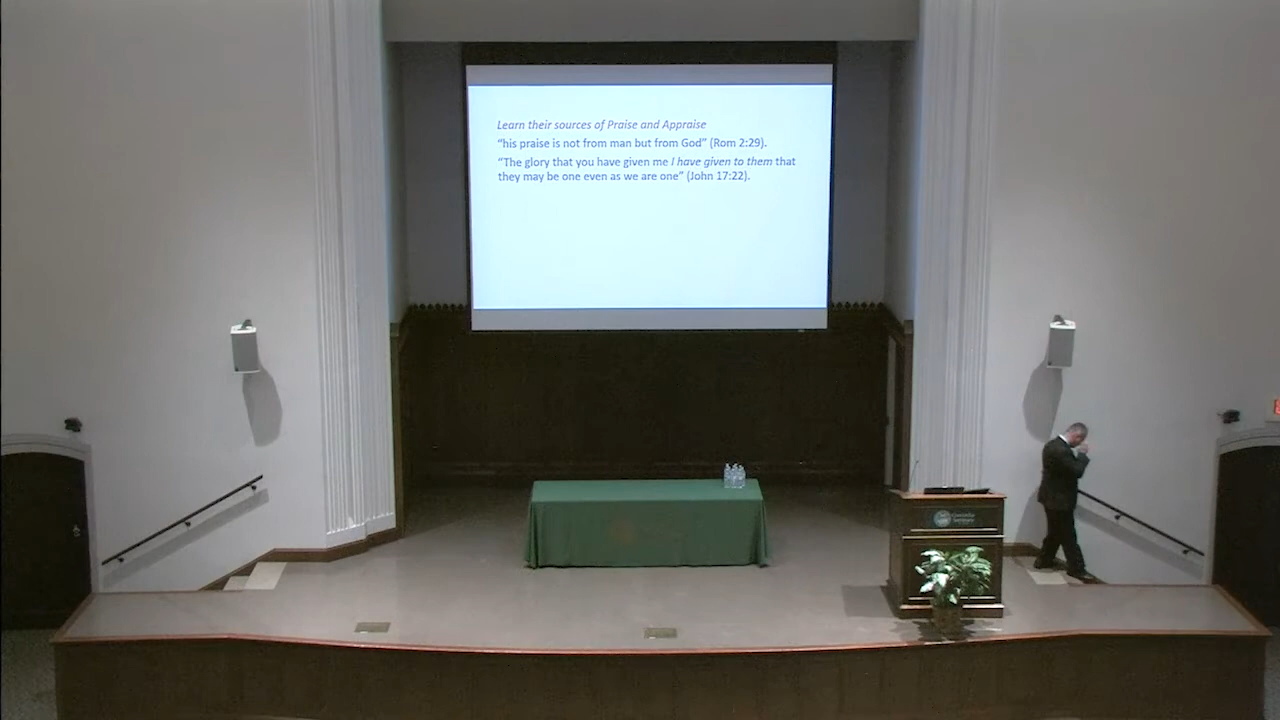 Learn their sources of Praise and Appraise
“his praise is not from man but from God” (Rom 2:29).
“The glory that you have given me I have given to them that
they may be one even as we are one” (John 17:22).
Concordia
Seminary